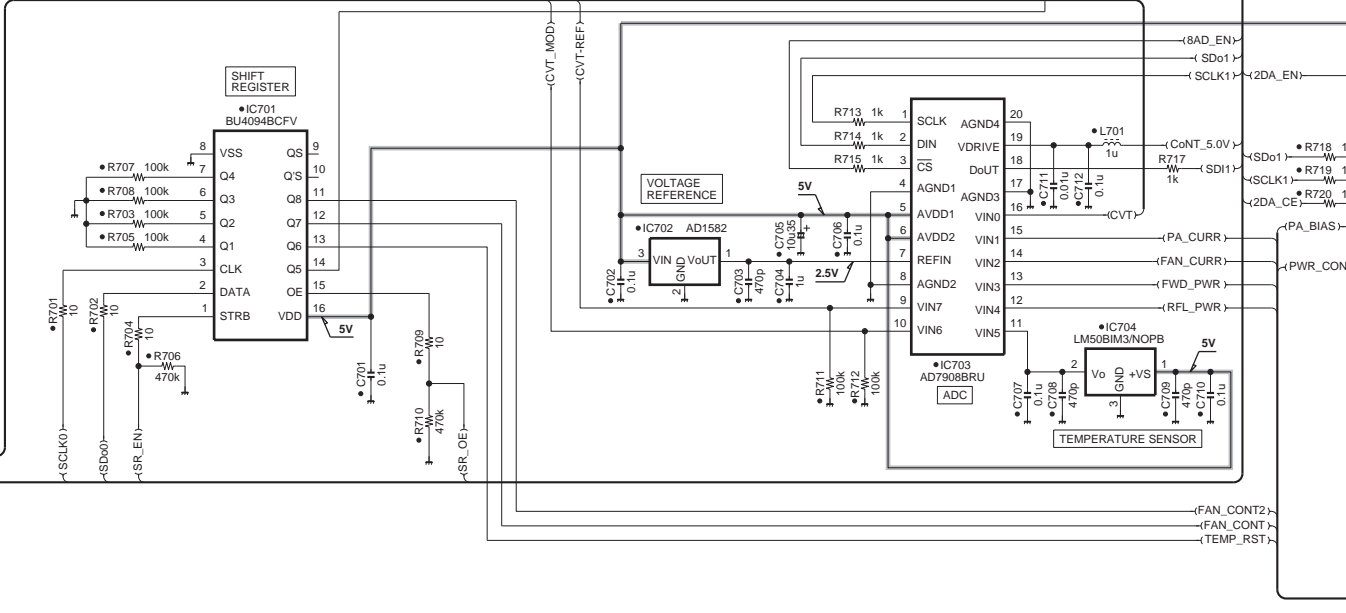 SHIFT
REGISTER
●IC701
BU4094BCFV
8 VSS QS 9
7 Q4 Q'S 10
6 Q3 Q8 11
5 Q2 Q7 12
4 Q1 Q6 13
3 CLK Q5 14
2 DATA OE 15
1 STRB VDD 16
5V
●R707 100k
●R708 100k
●R703 100k
●R705 100k
●R701 10
●R702 10
●R704 10
●R706 470k
C701 0.1u
R709 10
●R710 470k
SCLK0
SDo0
SR_EN
SR_OE
CVT_MOD
CVT-REF
VOLTAGE
REFERENCE
●IC702 AD1582
3 VIN GND VoUT 1
2
●C702 0.1u
●C703 470p
●C704 1u
2.5V
5V
●C705 10u35 +
●C706 0.1u
R713 1k
R714 1k
R715 1k
1 SCLK AGND4 20
2 DIN VDRIVE 19
3 CS DoUT 18
4 AGND1 AGND3 17
5 AVDD1 VIN0 16
6 AVDD2 VIN1 15
7 REFIN VIN2 14
8 AGND2 VIN3 13
9 VIN7 VIN4 12
10 VIN6 VIN5 11
●IC703
AD7908BRU
ADC
●R711 100k
●R712 100k
8AD_EN
SDo1
SCLK1
2DA_EN
●L701
1u
CoNT_5.0V
R717
1k
SDI1
●C711 0.01u
●C712 0.1u
CVT
PA_CURR
FAN_CURR
FWD_PWR
RFL_PWR
●IC704
LM50BIM3/NOPB
2 Vo GND +VS 1
3
5V
●C707 0.1u
●C708 470p
●C709 470p
●C710 0.1u
TEMPERATURE SENSOR
SDo1 ●R718 1
SCLK1 ●R719 1
2DA_CE ●R720 1
PA_BIAS
PWR_CON
FAN_CONT2
FAN_CONT
TEMP_RST